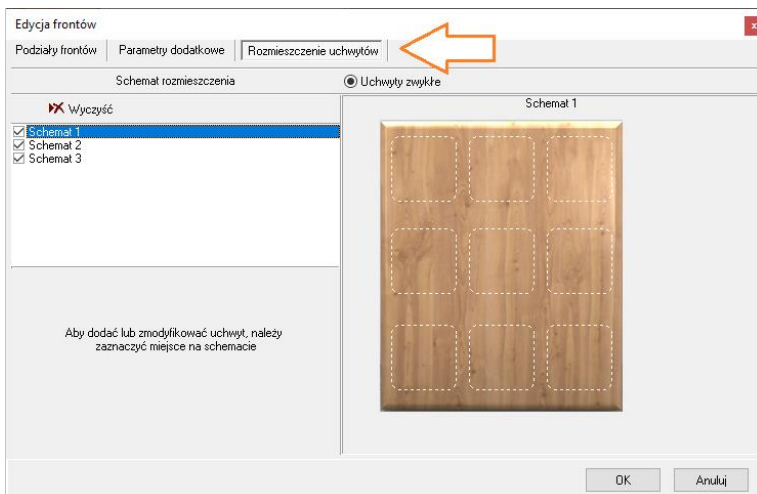 Edycja frontów
x
Podziały frontów
Parametry dodatkowe
Rozmieszczenie uchwytów
Schemat rozmieszczenia
Uchwyty zwykłe
Wyczyść
Schemat 1
Schemat 1
Schemat 2
Schemat 3
Aby dodać lub zmodyfikować uchwyt, należy
zaznaczyć miejsce na schemacie
OK
Anuluj